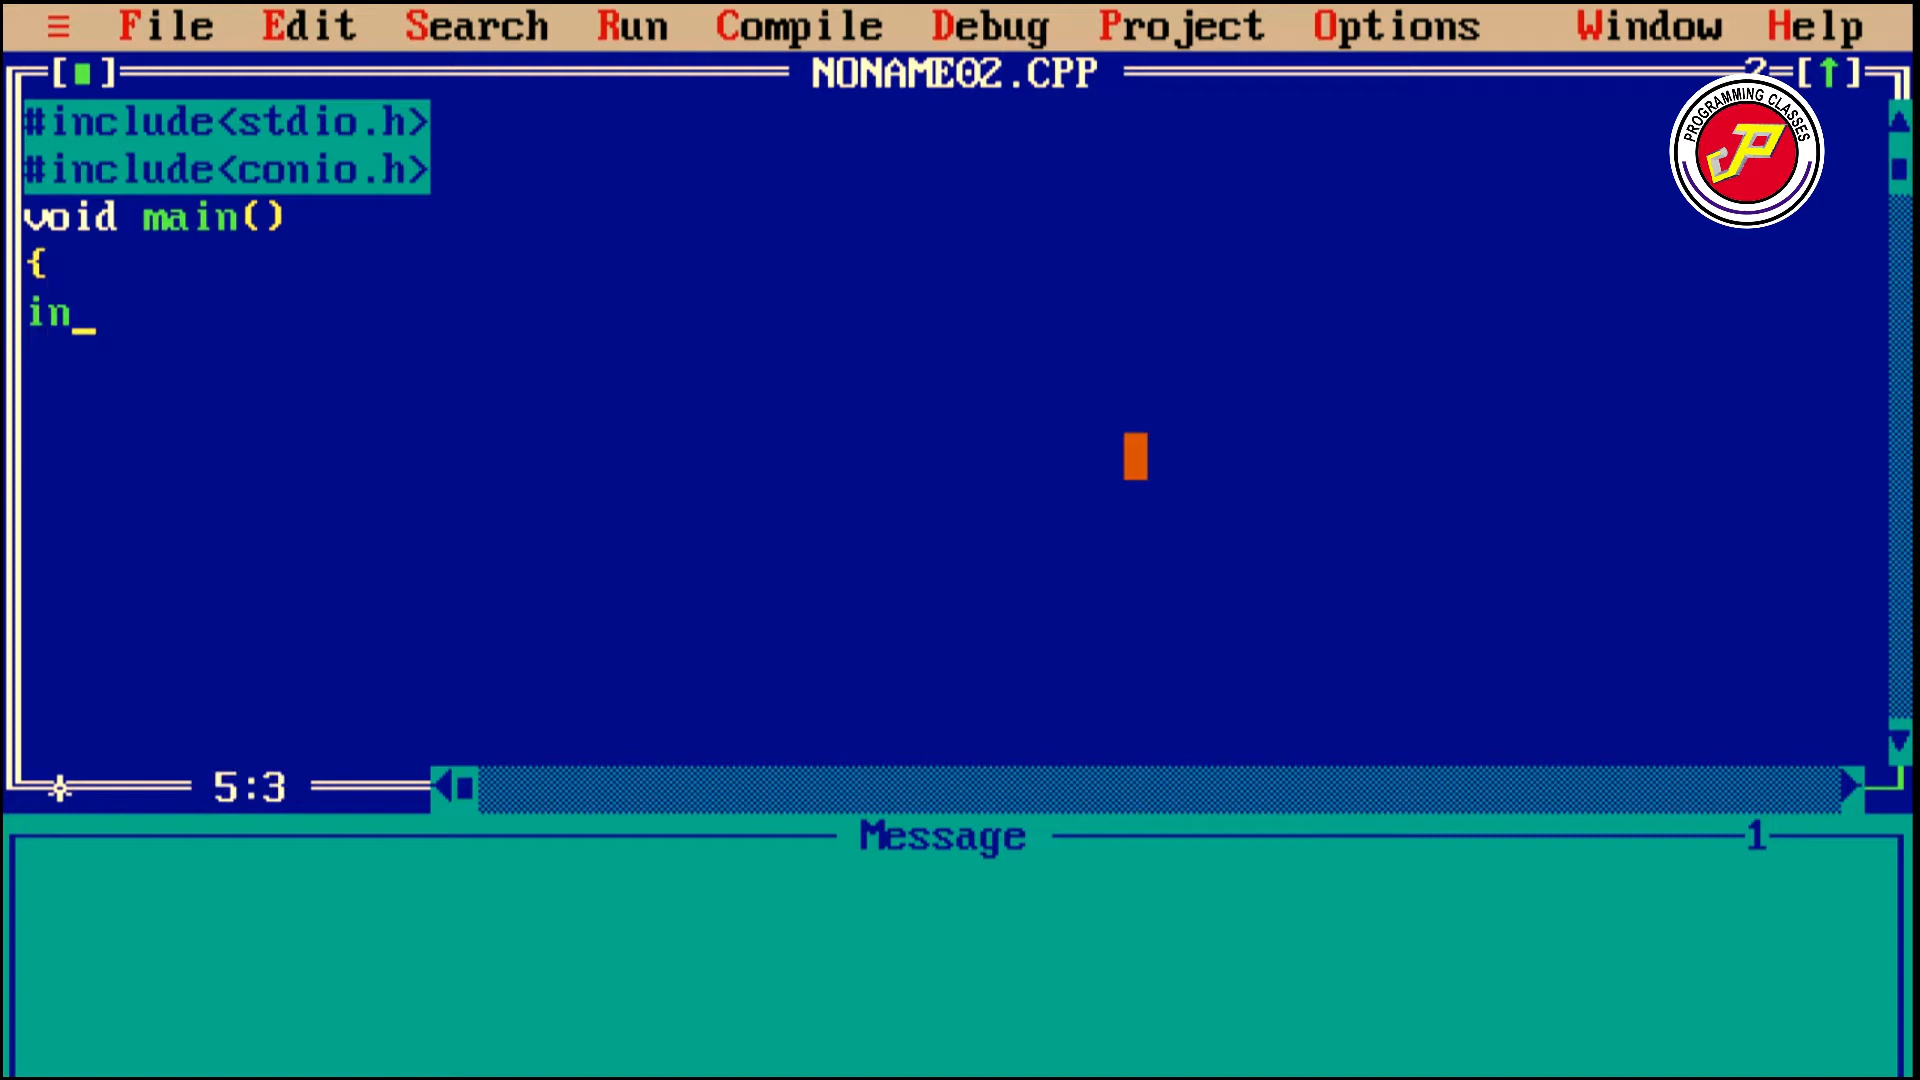 ≡ File Edit Search Run Compile Debug Project Options Window Help
[■] NONAME02.CPP 2=[↑]
PROGRAMMING CLASSES
JP
#include<stdio.h>
#include<conio.h>
void main()
{
in_
5:3
Message 1